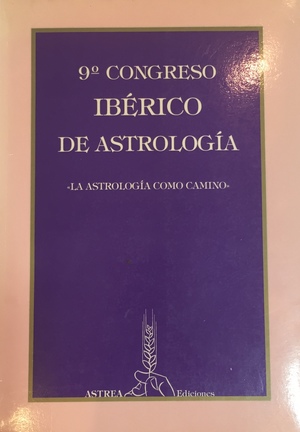 9º CONGRESO
IBÉRICO
DE ASTROLOGÍA
«LA ASTROLOGÍA COMO CAMINO»
ASTREA Ediciones